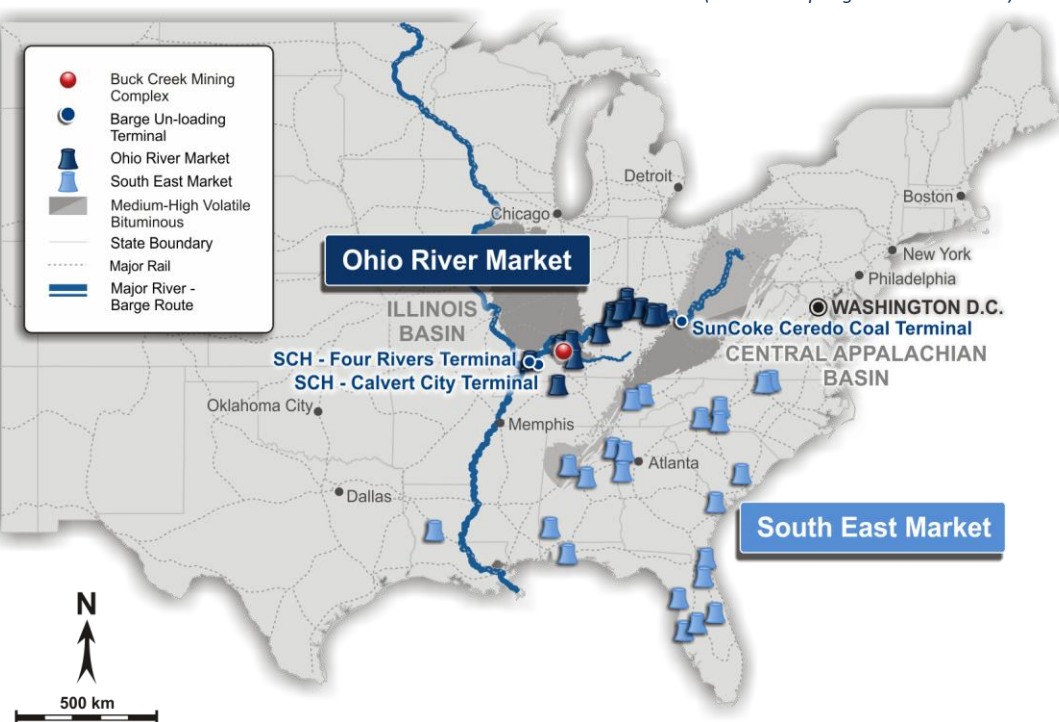 Buck Creek Mining
Complex
Barge Un-loading
Terminal
Ohio River Market
South East Market
Medium-High Volatile
Bituminous
State Boundary
Major Rail
Major River -
Barge Route
Detroit
Chicago
Boston
New York
Philadelphia
WASHINGTON D.C.
Ohio River Market
ILLINOIS
BASIN
SunCoke Ceredo Coal Terminal
CENTRAL APPALACHIAN
BASIN
SCH - Four Rivers Terminal
SCH - Calvert City Terminal
Oklahoma City
Memphis
Atlanta
Dallas
South East Market
N
500 km